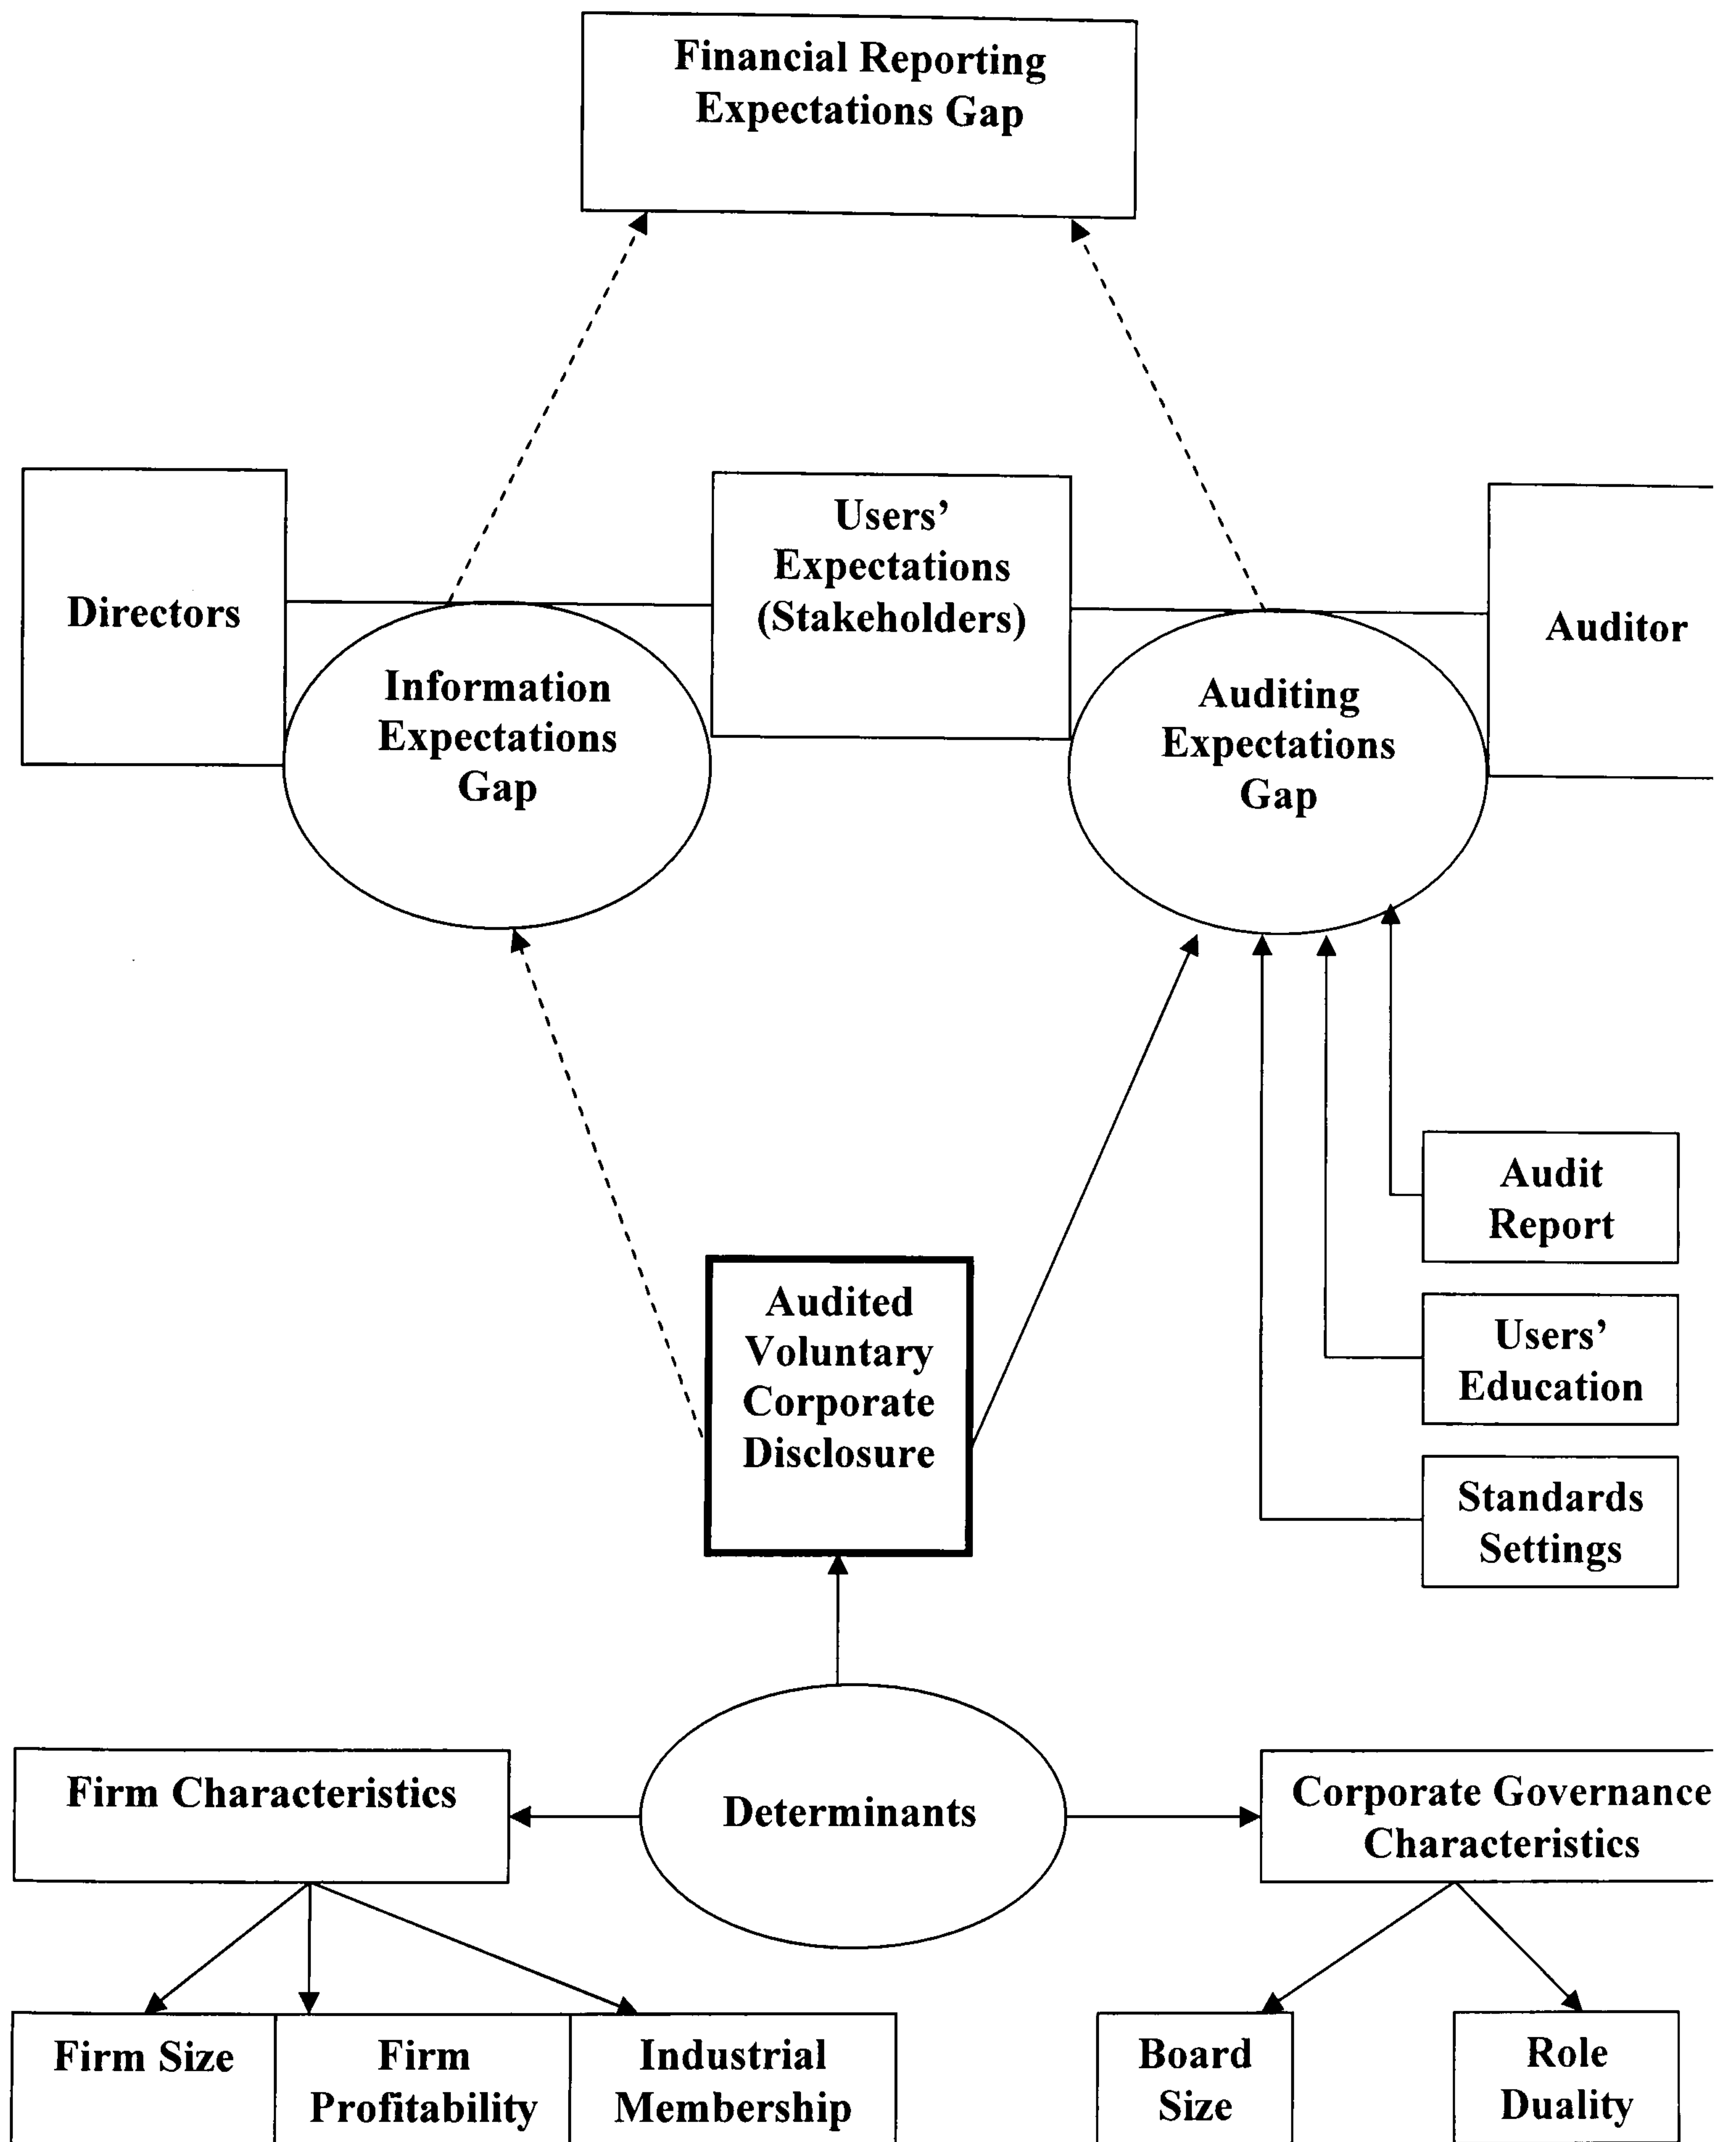 Financial Reporting
Expectations Gap
Directors
Users’
Expectations
(Stakeholders)
Auditor
Information
Expectations
Gap
Auditing
Expectations
Gap
Audit
Report
Users’
Education
Standards
Settings
Audited
Voluntary
Corporate
Disclosure
Firm Characteristics
Determinants
Corporate Governance
Characteristics
Firm Size
Firm
Profitability
Industrial
Membership
Board
Size
Role
Duality